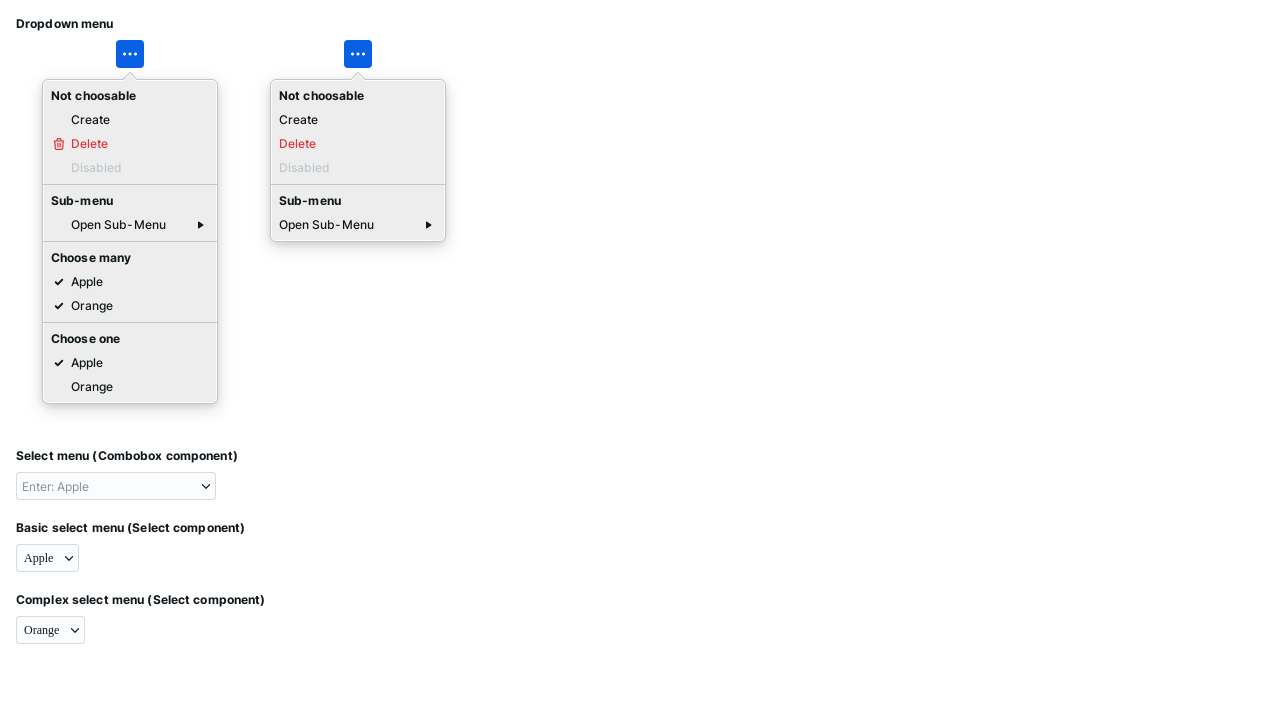 Dropdown menu
Not choosable
Create
Delete
Disabled
Sub-menu
Open Sub-Menu
Choose many
Apple
Orange
Choose one
Apple
Orange
Not choosable
Create
Delete
Disabled
Sub-menu
Open Sub-Menu
Select menu (Combobox component)
Enter: Apple
Basic select menu (Select component)
Apple
Complex select menu (Select component)
Orange